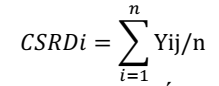 n
CSRDi = ∑ Yij/n
i=1